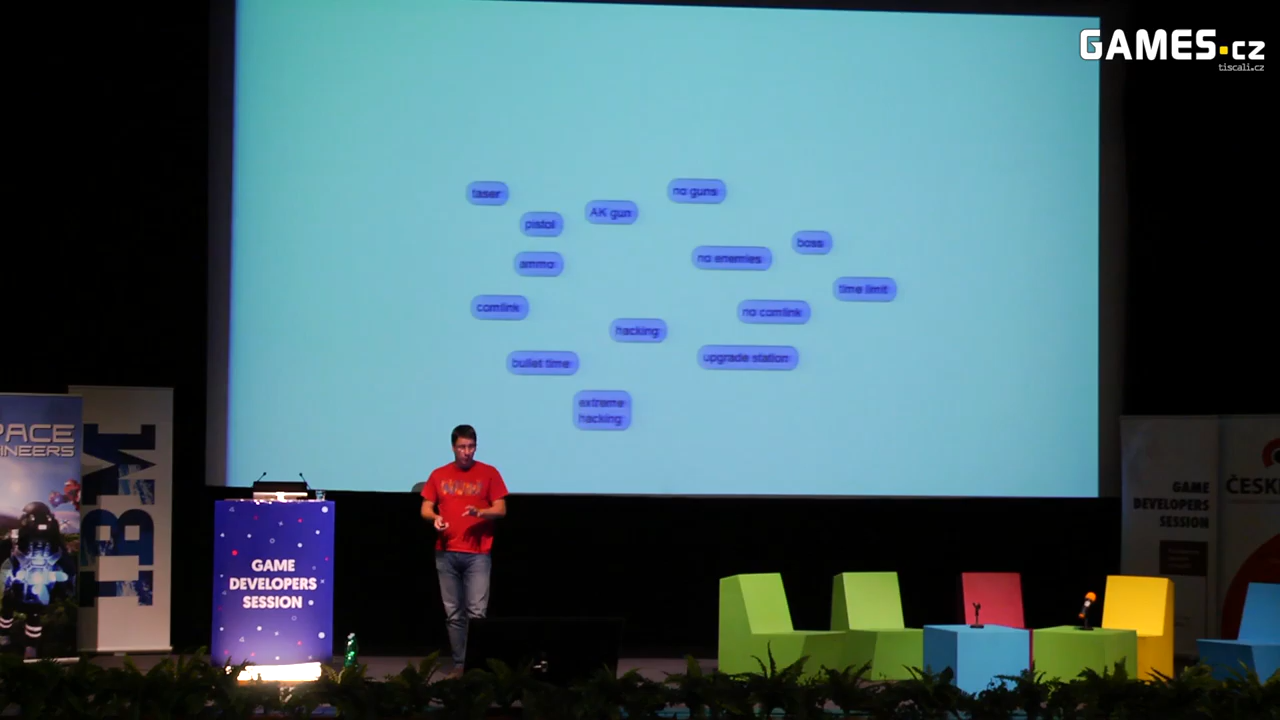 GAMES.cz
tiscali.cz
taser
no guns
AK gun
pistol
boss
no enemies
ammo
time limit
comlink
no comlink
hacking
upgrade station
bullet time
extreme
hacking
PACE
INEERS
IBM
GAME
DEVELOPERS
SESSION
GAME
DEVELOPERS
SESSION
ČESK